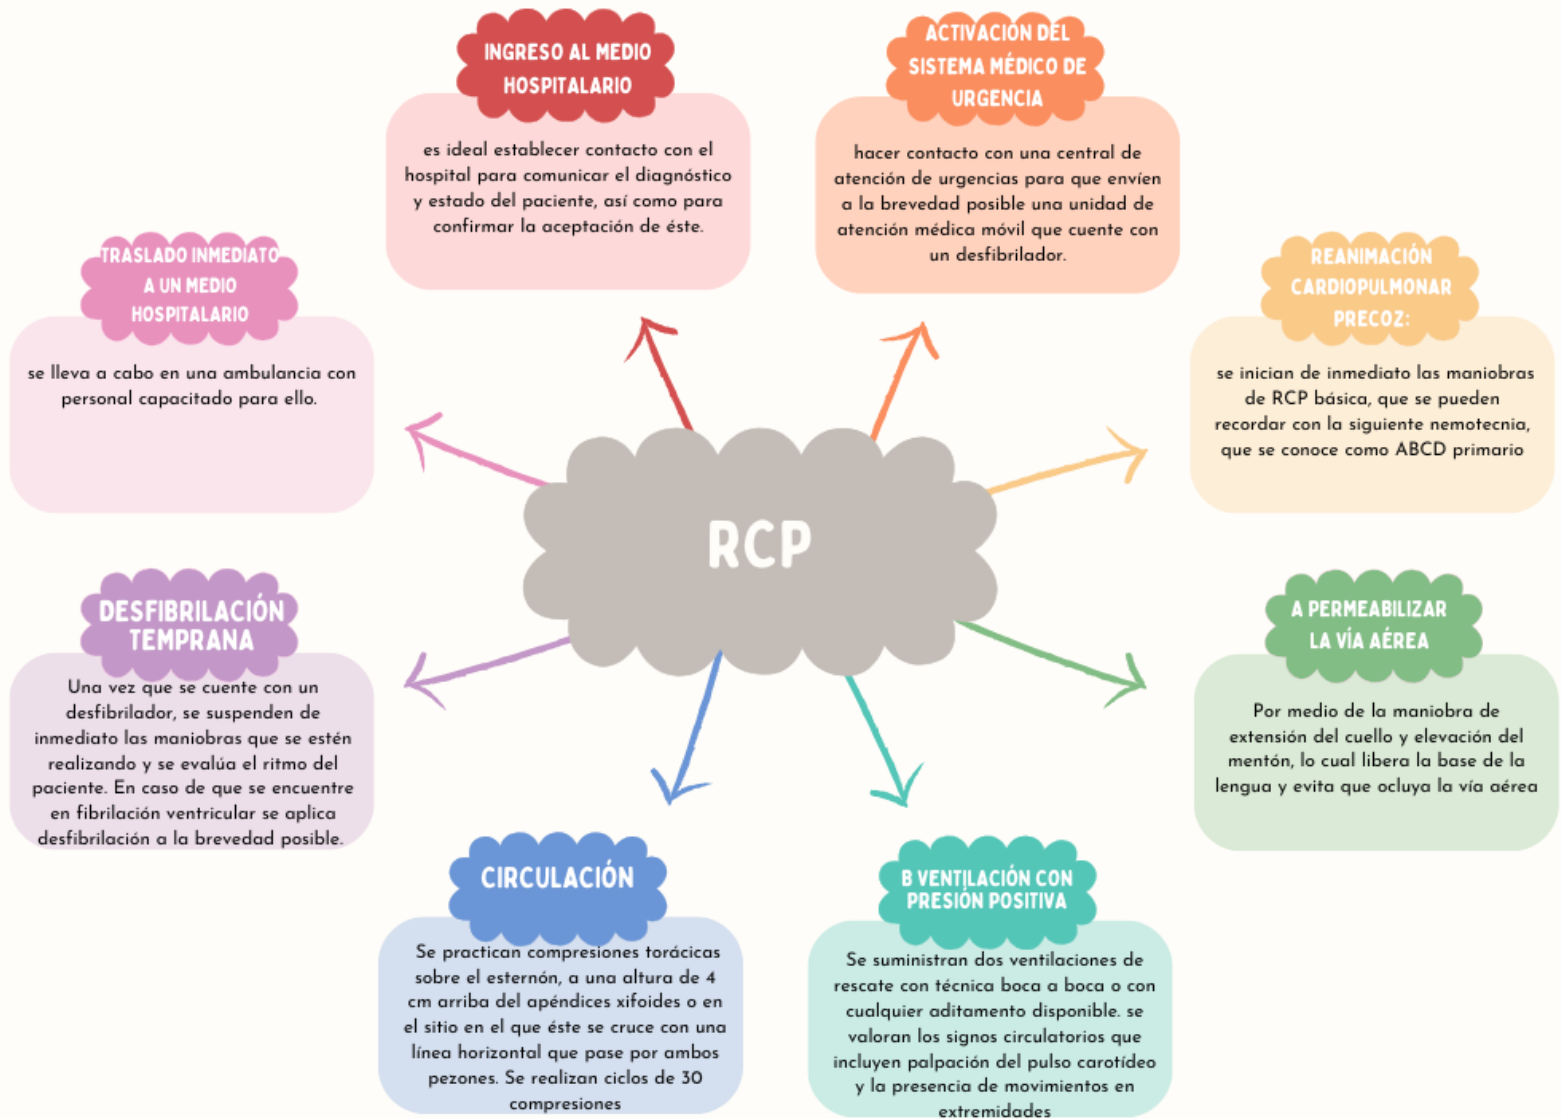 RCP
ACTIVACIÓN DEL
SISTEMA MÉDICO DE
URGENCIA
hacer contacto con una central de
atención de urgencias para que envíen
a la brevedad posible una unidad de
atención médica móvil que cuente con
un desfibrilador.
REANIMACIÓN
CARDIOPULMONAR
PRECOZ:
se inician de inmediato las maniobras
de RCP básica, que se pueden
recordar con la siguiente nemotecnia,
que se conoce como ABCD primario
A PERMEABILIZAR
LA VÍA AÉREA
Por medio de la maniobra de
extensión del cuello y elevación del
mentón, lo cual libera la base de la
lengua y evita que ocluya la vía aérea
B VENTILACIÓN CON
PRESIÓN POSITIVA
Se suministran dos ventilaciones de
rescate con técnica boca a boca o con
cualquier aditamento disponible. se
valoran los signos circulatorios que
incluyen palpación del pulso carotídeo
y la presencia de movimientos en
extremidades
CIRCULACIÓN
Se practican compresiones torácicas
sobre el esternón, a una altura de 4
cm arriba del apéndices xifoides o en
el sitio en el que éste se cruce con una
línea horizontal que pase por ambos
pezones. Se realizan ciclos de 30
compresiones
DESFIBRILACIÓN
TEMPRANA
Una vez que se cuente con un
desfibrilador, se suspenden de
inmediato las maniobras que se estén
realizando y se evalúa el ritmo del
paciente. En caso de que se encuentre
en fibrilación ventricular se aplica
desfibrilación a la brevedad posible.
TRASLADO INMEDIATO
A UN MEDIO
HOSPITALARIO
se lleva a cabo en una ambulancia con
personal capacitado para ello.
INGRESO AL MEDIO
HOSPITALARIO
es ideal establecer contacto con el
hospital para comunicar el diagnóstico
y estado del paciente, así como para
confirmar la aceptación de éste.